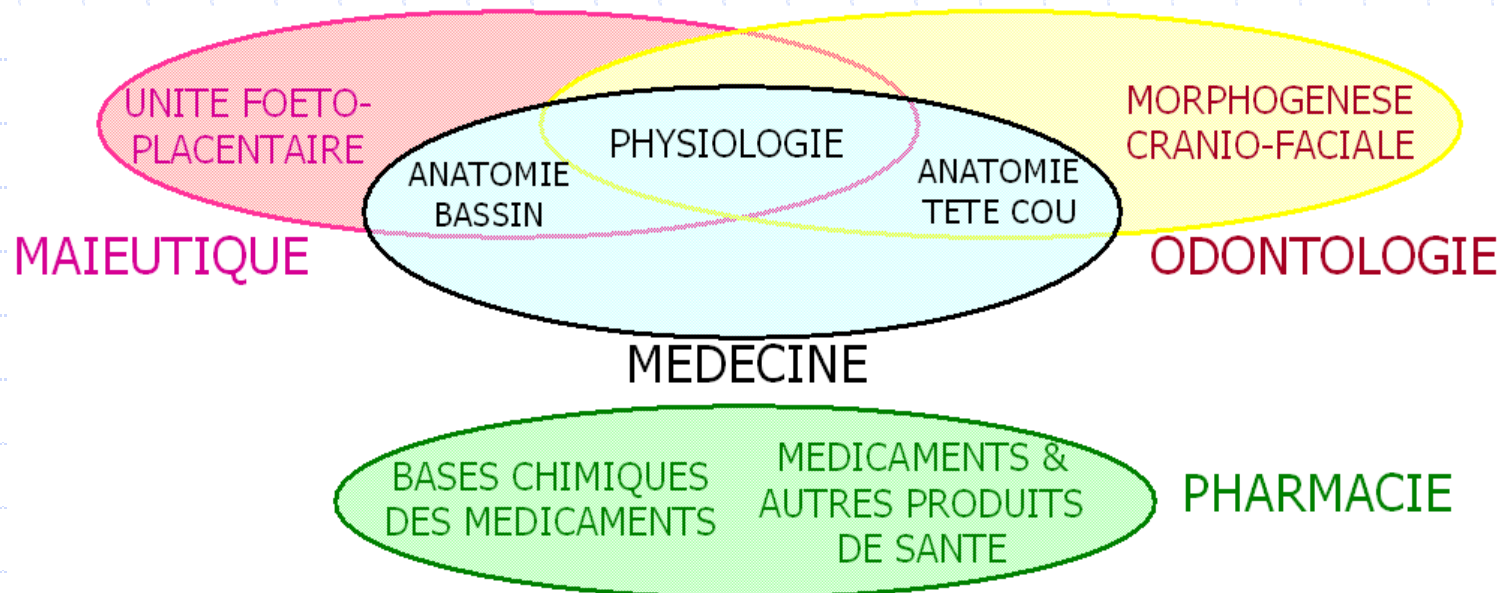 UNITE FOETO-
PLACENTAIRE
MORPHOGENESE
CRANIO-FACIALE
PHYSIOLOGIE
ANATOMIE
BASSIN
ANATOMIE
TETE COU
MAIEUTIQUE
ODONTOLOGIE
MEDECINE
BASES CHIMIQUES
DES MEDICAMENTS
MEDICAMENTS &
AUTRES PRODUITS
DE SANTE
PHARMACIE